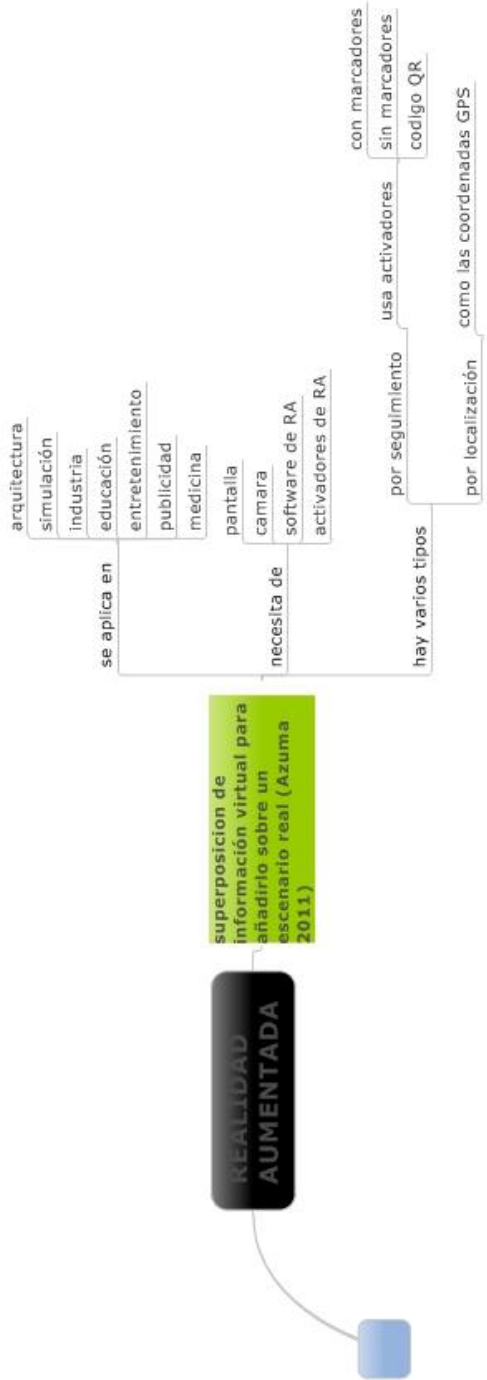 REALIDAD
AUMENTADA
superposicion de
información virtual para
añadirlo sobre un
escenario real (Azuma
2011)
se aplica en
arquitectura
simulación
industria
educación
entretenimiento
publicidad
medicina
necesita de
pantalla
camara
software de RA
activadores de RA
hay varios tipos
por seguimiento
usa activadores
con marcadores
sin marcadores
codigo QR
por localización
como las coordenadas GPS